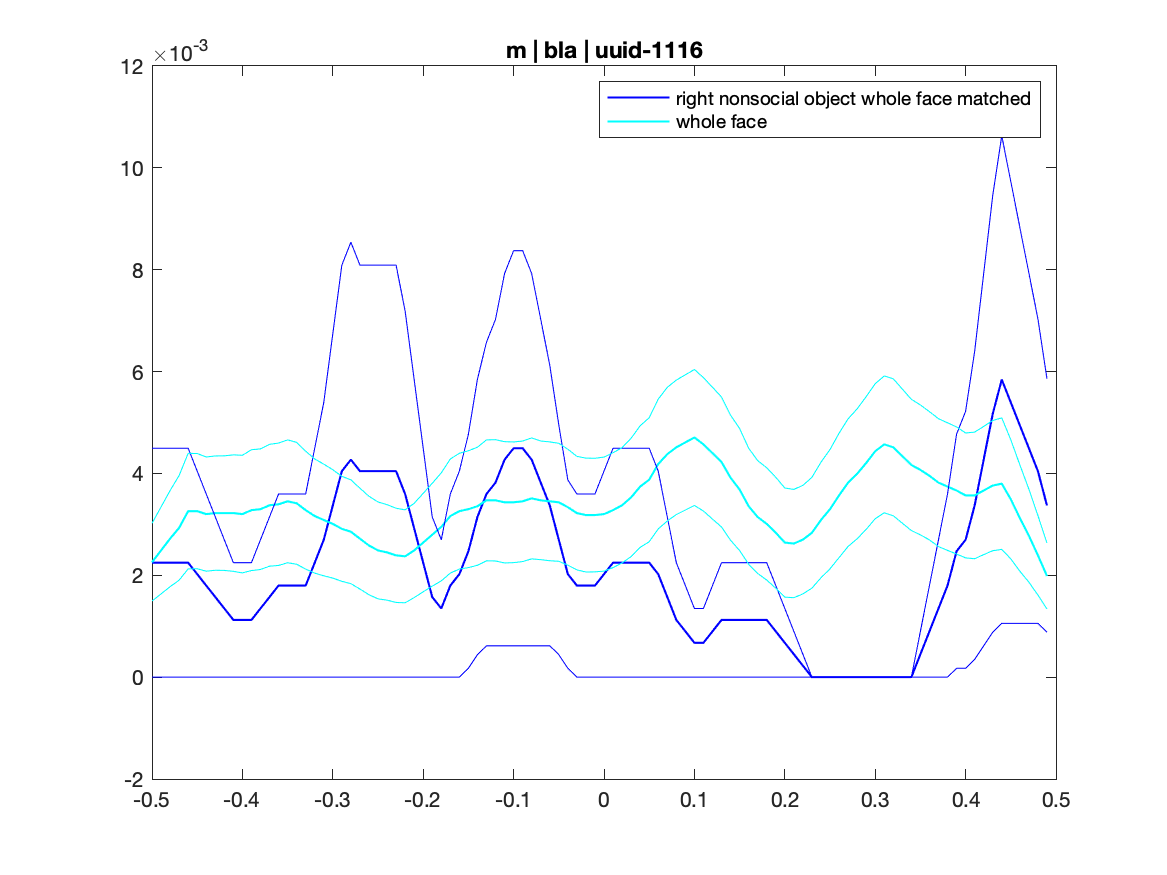 ×10-3
m | bla | uuid-1116
12
10
8
6
4
2
0
-2
right nonsocial object whole face matched
whole face
-0.5 -0.4 -0.3 -0.2 -0.1 0 0.1 0.2 0.3 0.4 0.5